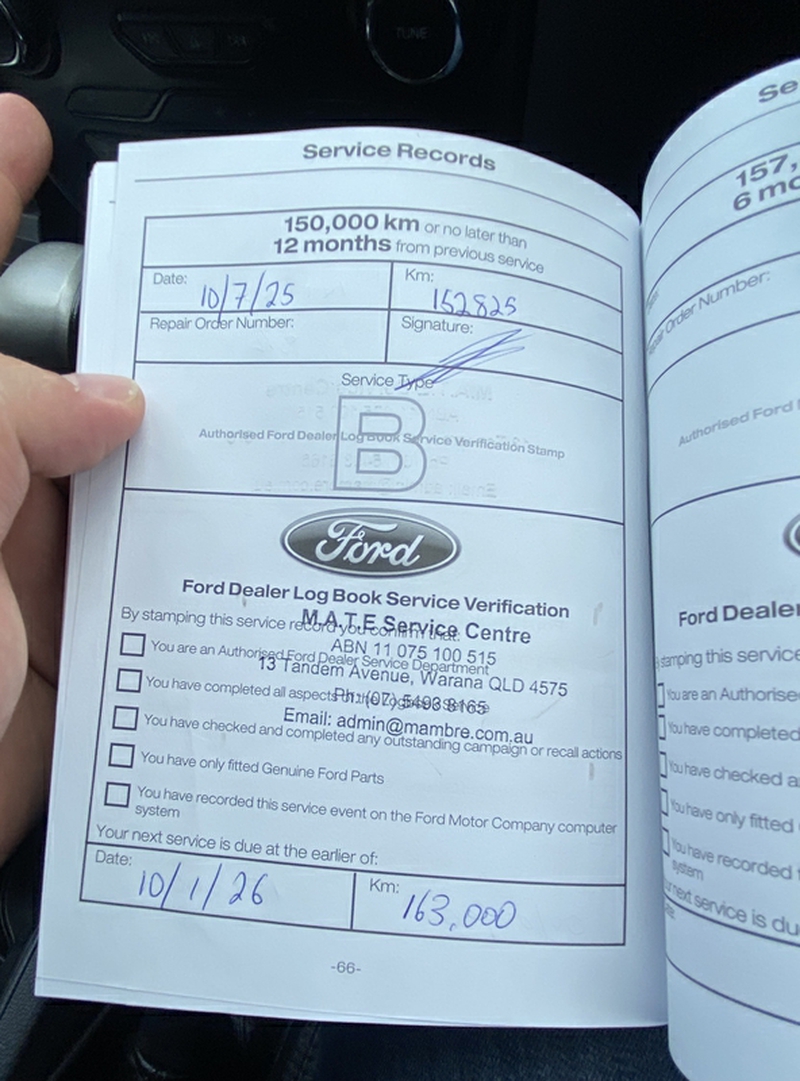 TUNE
Service Records
150,000 km or no later than
12 months from previous service
Date: 10/7/25
Km: 152825
Repair Order Number:
Signature:
Service Type
B
Authorised Ford Dealer Log Book Service Verification Stamp
Ford
Ford Dealer Log Book Service Verification
By stamping this service record you confirm that:
M.A.T.E Service Centre
ABN 11 075 100 515
You are an Authorised Ford Dealer Service Department
13 Tandem Avenue, Warana QLD 4575
You have completed all aspects of the Logbook Service
Ph: (07) 5493 8165
Email: admin@mambre.com.au
You have checked and completed any outstanding campaign or recall actions
You have only fitted Genuine Ford Parts
You have recorded this service event on the Ford Motor Company computer
system
Your next service is due at the earlier of:
Date: 10/1/26
Km: 163,000
-66-
Se
157,
6 mo
Order Number:
Authorised Ford
Ford Dealer
stamping this service
You are an Authorise
You have completed
You have checked a
You have only fitted
You have recorded
system
next service is du